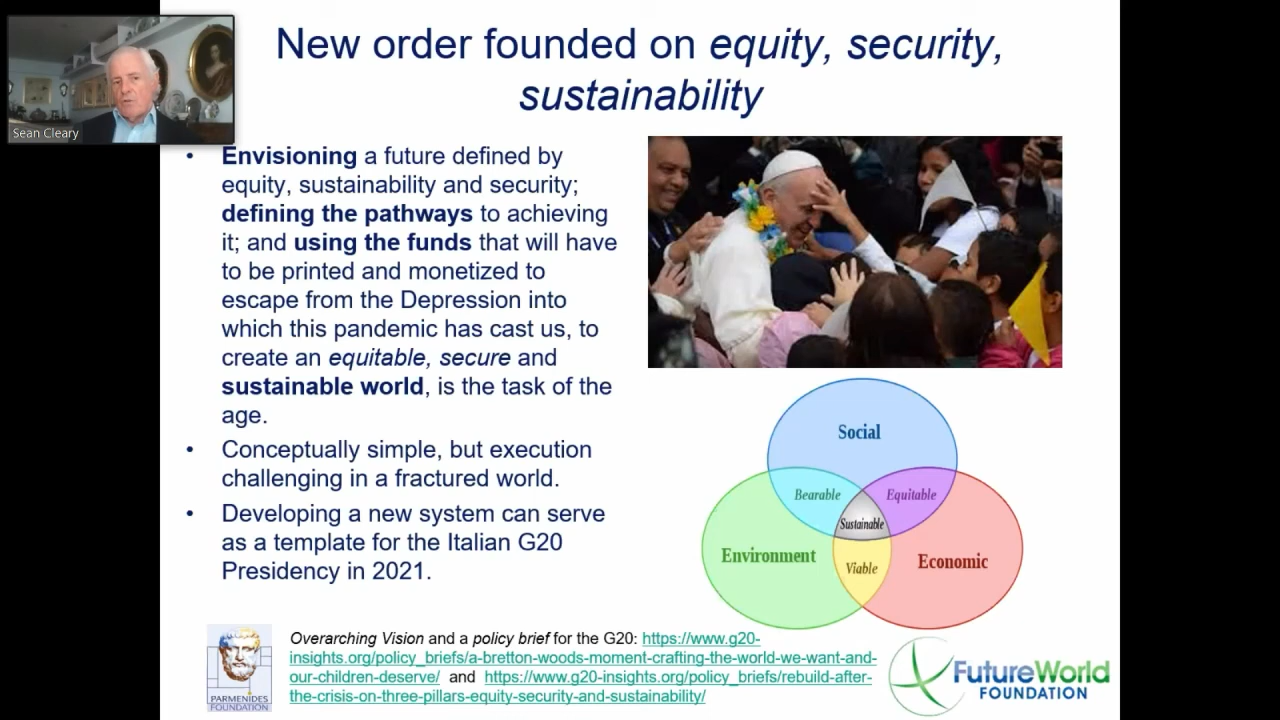 New order founded on equity, security,
sustainability
Sean Cleary
• Envisioning a future defined by
equity, sustainability and security;
defining the pathways to achieving
it; and using the funds that will have
to be printed and monetized to
escape from the Depression into
which this pandemic has cast us, to
create an equitable, secure and
sustainable world, is the task of the
age.
• Conceptually simple, but execution
challenging in a fractured world.
• Developing a new system can serve
as a template for the Italian G20
Presidency in 2021.
Social
Bearable
Equitable
Sustainable
Environment
Economic
Viable
PARMENIDES
FOUNDATION
Overarching Vision and a policy brief for the G20: https://www.g20-
insights.org/policy_briefs/a-bretton-woods-moment-crafting-the-world-we-want-and-
our-children-deserve/ and https://www.g20-insights.org/policy_briefs/rebuild-after-
the-crisis-on-three-pillars-equity-security-and-sustainability/
FutureWorld
FOUNDATION